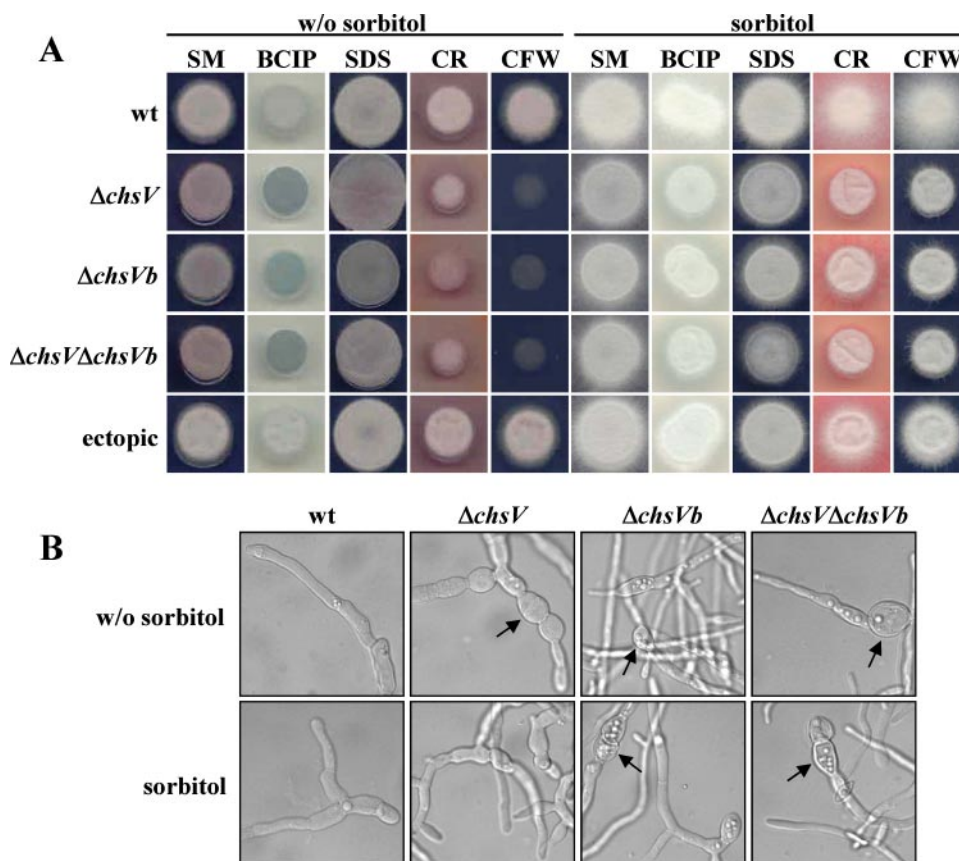 A
w/o sorbitol sorbitol
SM BCIP SDS CR CFW SM BCIP SDS CR CFW
wt
ΔchsV
ΔchsVb
ΔchsVΔchsVb
ectopic
B
wt ΔchsV ΔchsVb ΔchsVΔchsVb
w/o sorbitol
sorbitol